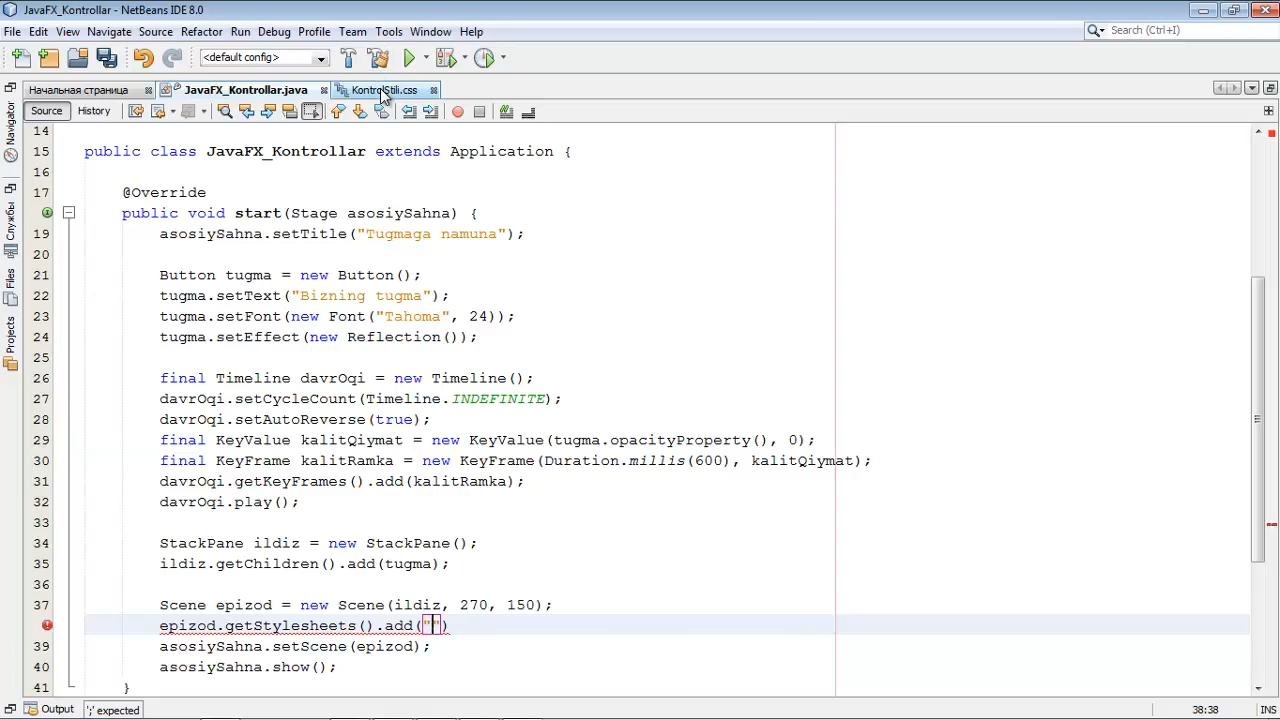 JavaFX_Kontrollar - NetBeans IDE 8.0
File Edit View Navigate Source Refactor Run Debug Profile Team Tools Window Help
Search (Ctrl+I)
<default config>
Начальная страница JavaFX_Kontrollar.java KontrolStili.css
Source History
Navigator
Службы
Files
Projects
14
15 public class JavaFX_Kontrollar extends Application {
16
17 @Override
public void start(Stage asosiySahna) {
19 asosiySahna.setTitle("Tugmaga namuna");
20
21 Button tugma = new Button();
22 tugma.setText("Bizning tugma");
23 tugma.setFont(new Font("Tahoma", 24));
24 tugma.setEffect(new Reflection());
25
26 final Timeline davrOqi = new Timeline();
27 davrOqi.setCycleCount(Timeline.INDEFINITE);
28 davrOqi.setAutoReverse(true);
29 final KeyValue kalitQiymat = new KeyValue(tugma.opacityProperty(), 0);
30 final KeyFrame kalitRamka = new KeyFrame(Duration.millis(600), kalitQiymat);
31 davrOqi.getKeyFrames().add(kalitRamka);
32 davrOqi.play();
33
34 StackPane ildiz = new StackPane();
35 ildiz.getChildren().add(tugma);
36
37 Scene epizod = new Scene(ildiz, 270, 150);
epizod.getStylesheets().add("")
39 asosiySahna.setScene(epizod);
40 asosiySahna.show();
41 }
Output ';' expected 38:38 INS